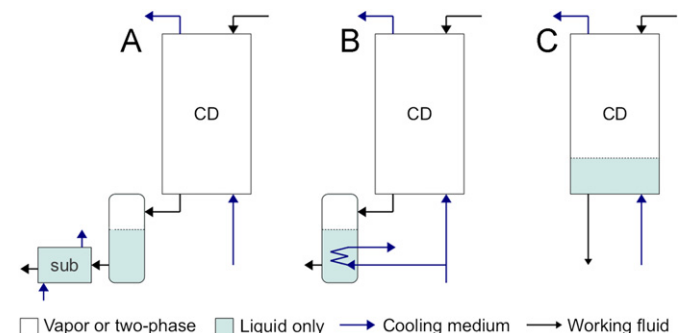 A
B
C
CD
CD
CD
sub
Vapor or two-phase
Liquid only
Cooling medium
Working fluid